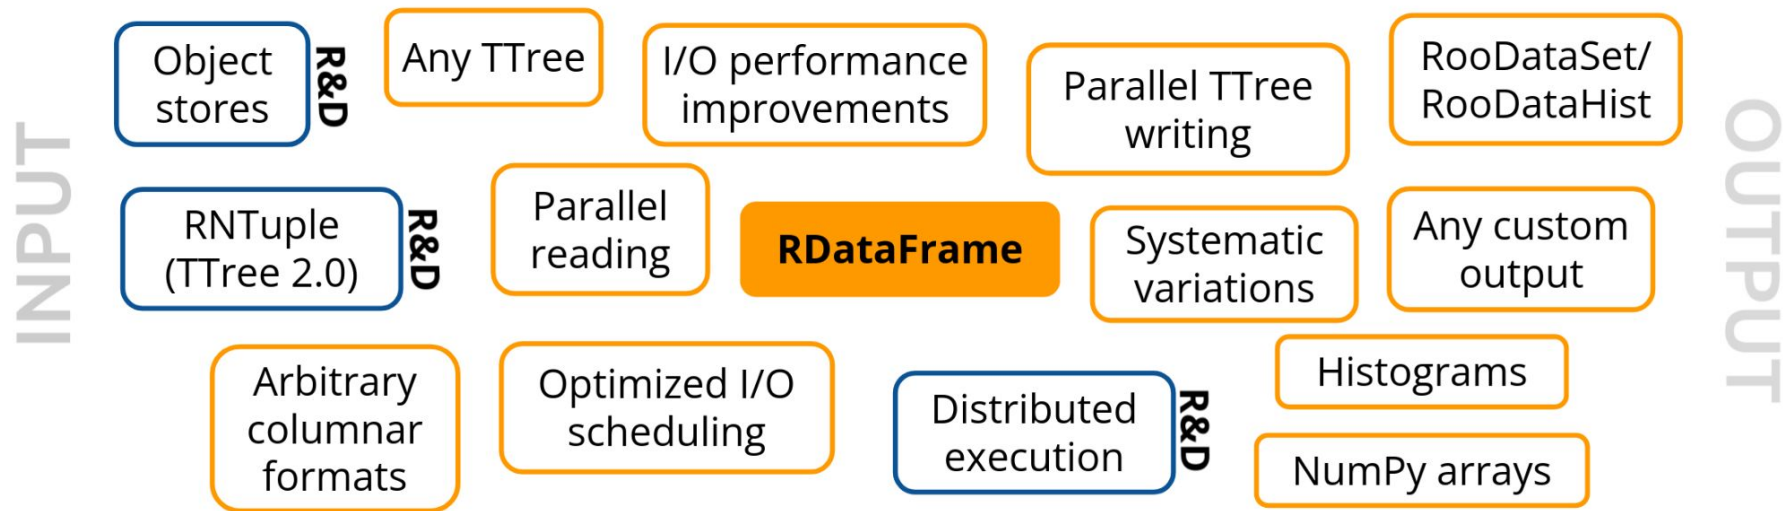 INPUT
Object
stores
R&D
Any TTree
I/O performance
improvements
Parallel TTree
writing
RooDataSet/
RooDataHist
RNTuple
(TTree 2.0)
R&D
Parallel
reading
RDataFrame
Systematic
variations
Any custom
output
Arbitrary
columnar
formats
Optimized I/O
scheduling
Distributed
execution
R&D
Histograms
NumPy arrays
OUTPUT